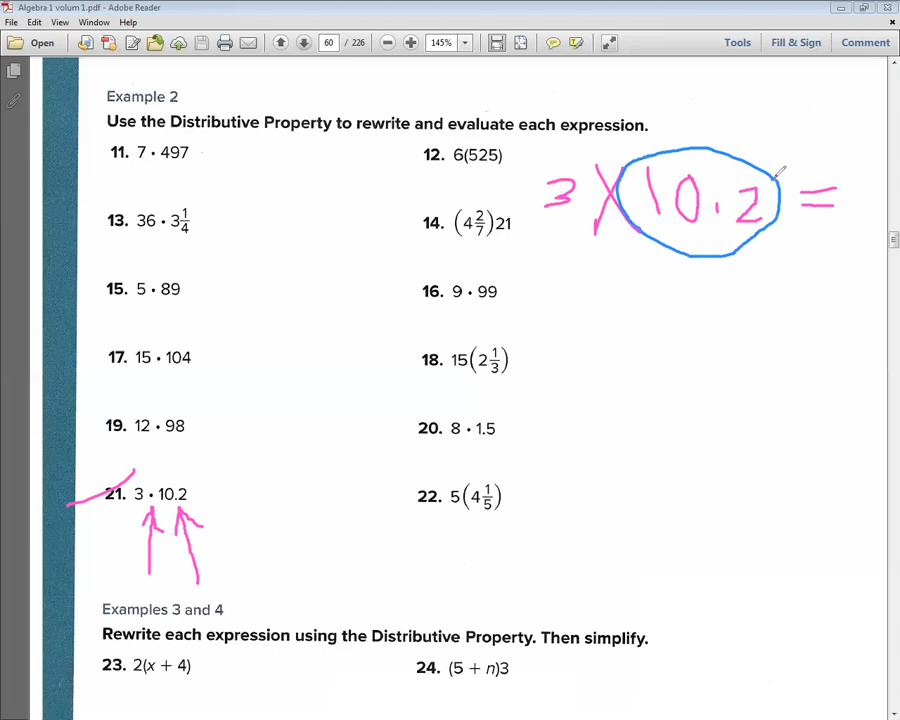 Algebra 1 volum 1.pdf - Adobe Reader
File Edit View Window Help
Open 60 / 226 145% Tools Fill & Sign Comment
Example 2
Use the Distributive Property to rewrite and evaluate each expression.
11. 7 • 497 12. 6(525)
3 × 10.2 =
13. 36 • 3 1/4 14. (4 2/7)21
15. 5 • 89 16. 9 • 99
17. 15 • 104 18. 15(2 1/3)
19. 12 • 98 20. 8 • 1.5
21. 3 • 10.2 22. 5(4 1/5)
Examples 3 and 4
Rewrite each expression using the Distributive Property. Then simplify.
23. 2(x + 4) 24. (5 + n)3